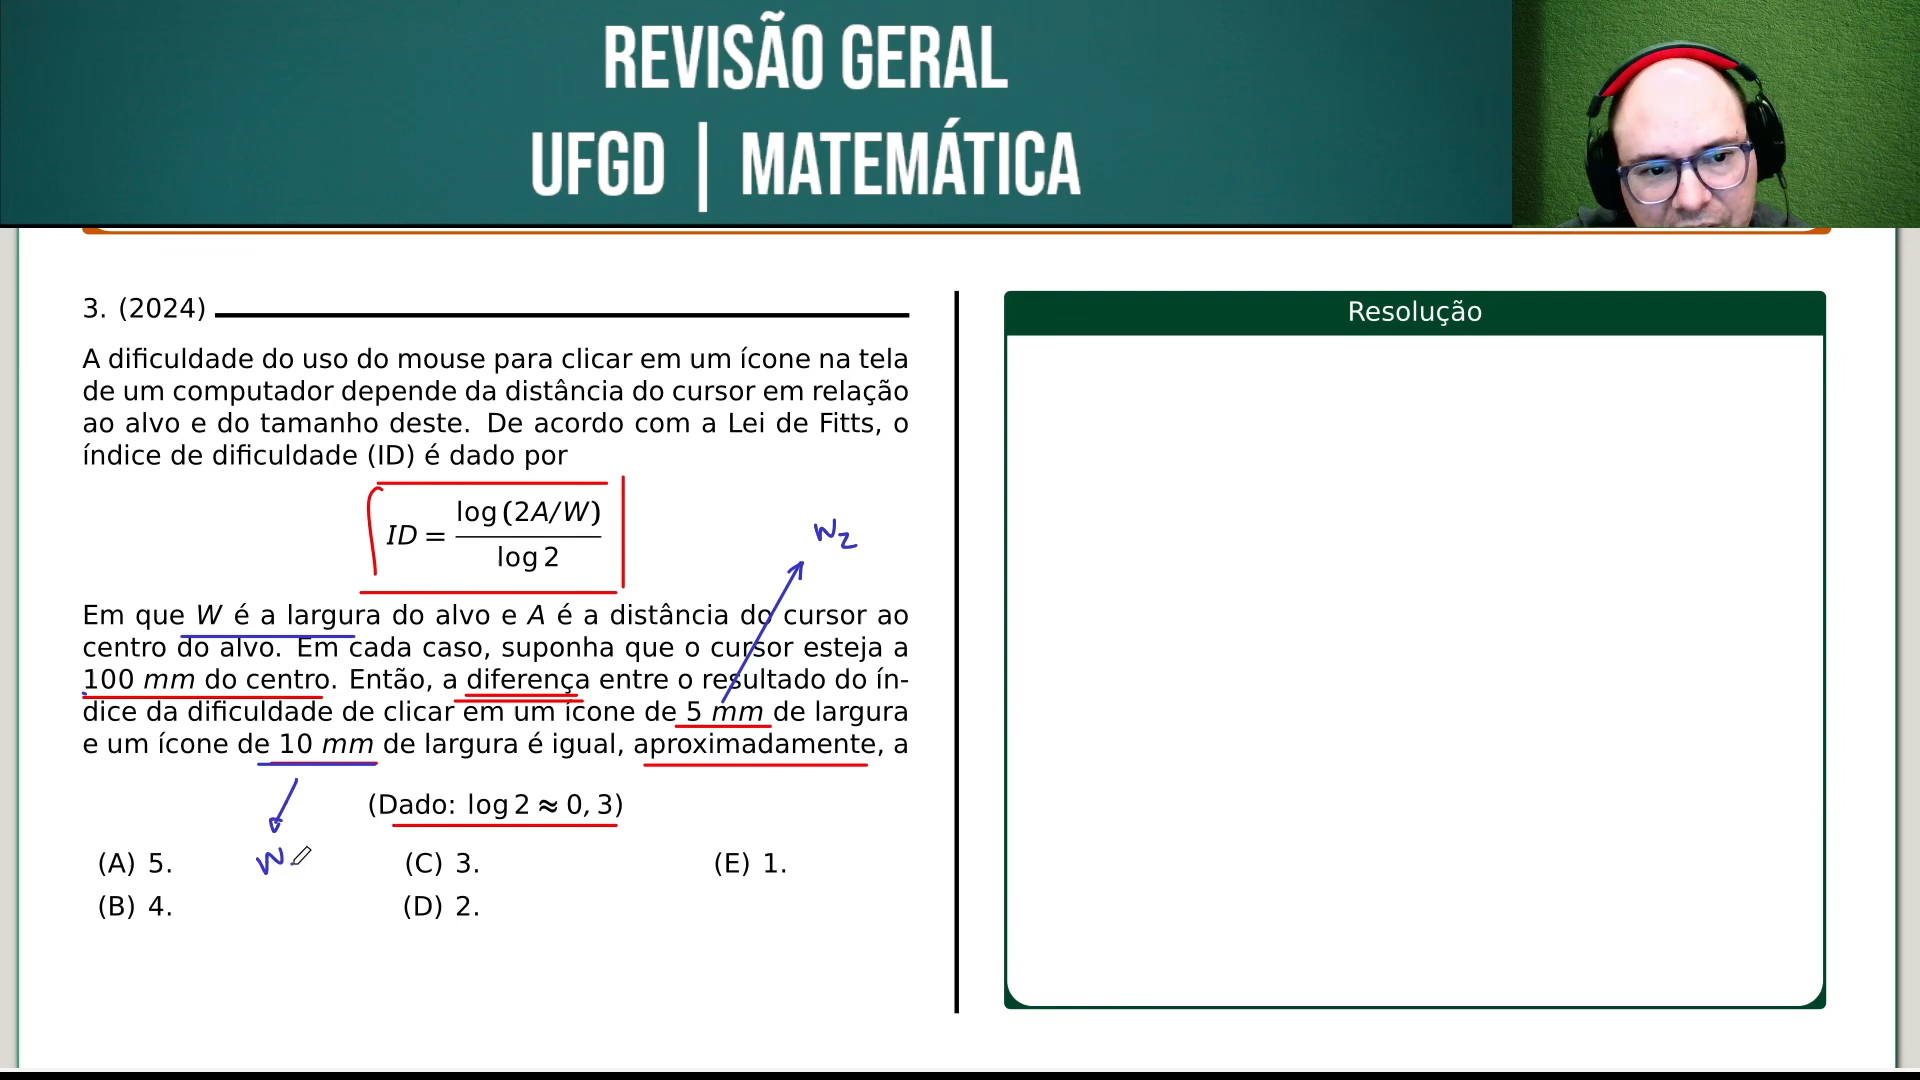 REVISÃO GERAL
UFGD | MATEMÁTICA
3. (2024)
A dificuldade do uso do mouse para clicar em um ícone na tela
de um computador depende da distância do cursor em relação
ao alvo e do tamanho deste. De acordo com a Lei de Fitts, o
índice de dificuldade (ID) é dado por
ID = log (2A/W) / log 2
W2
Em que W é a largura do alvo e A é a distância do cursor ao
centro do alvo. Em cada caso, suponha que o cursor esteja a
100 mm do centro. Então, a diferença entre o resultado do ín-
dice da dificuldade de clicar em um ícone de 5 mm de largura
e um ícone de 10 mm de largura é igual, aproximadamente, a
(Dado: log 2 ≈ 0, 3)
W
(A) 5.
(B) 4.
(C) 3.
(D) 2.
(E) 1.
Resolução